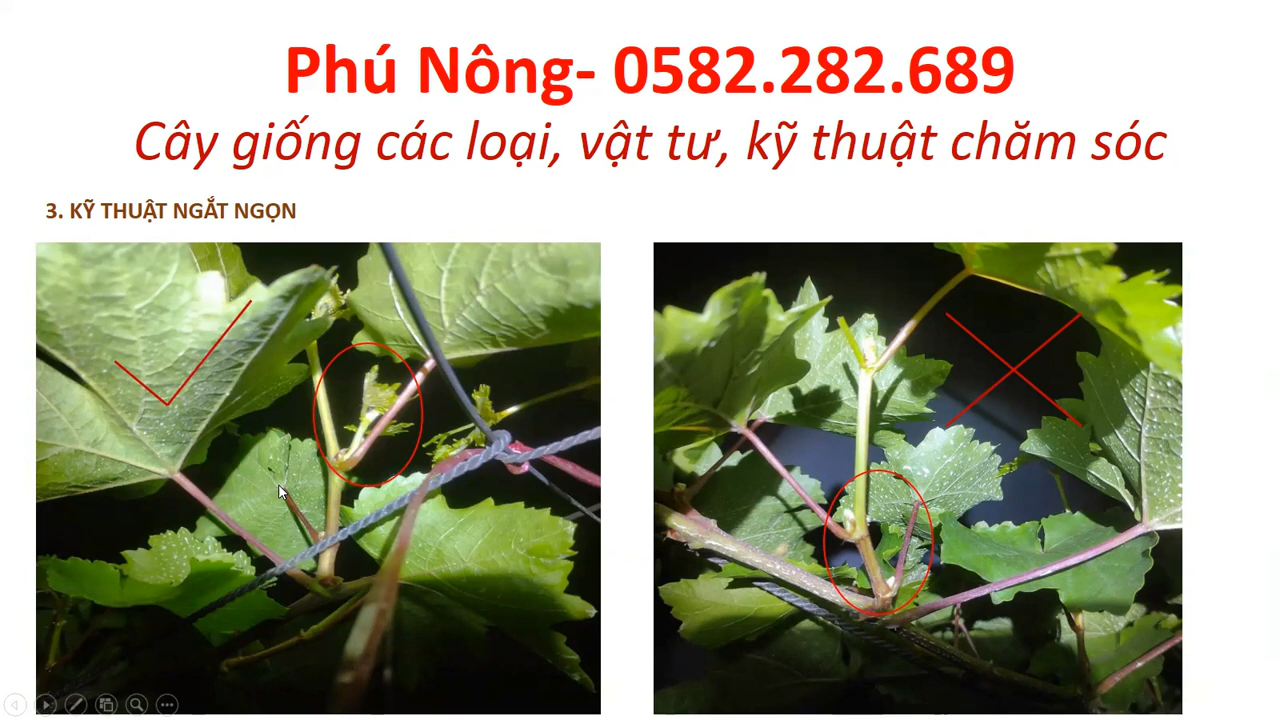 Phú Nông- 0582.282.689
Cây giống các loại, vật tư, kỹ thuật chăm sóc
3. KỸ THUẬT NGẮT NGỌN